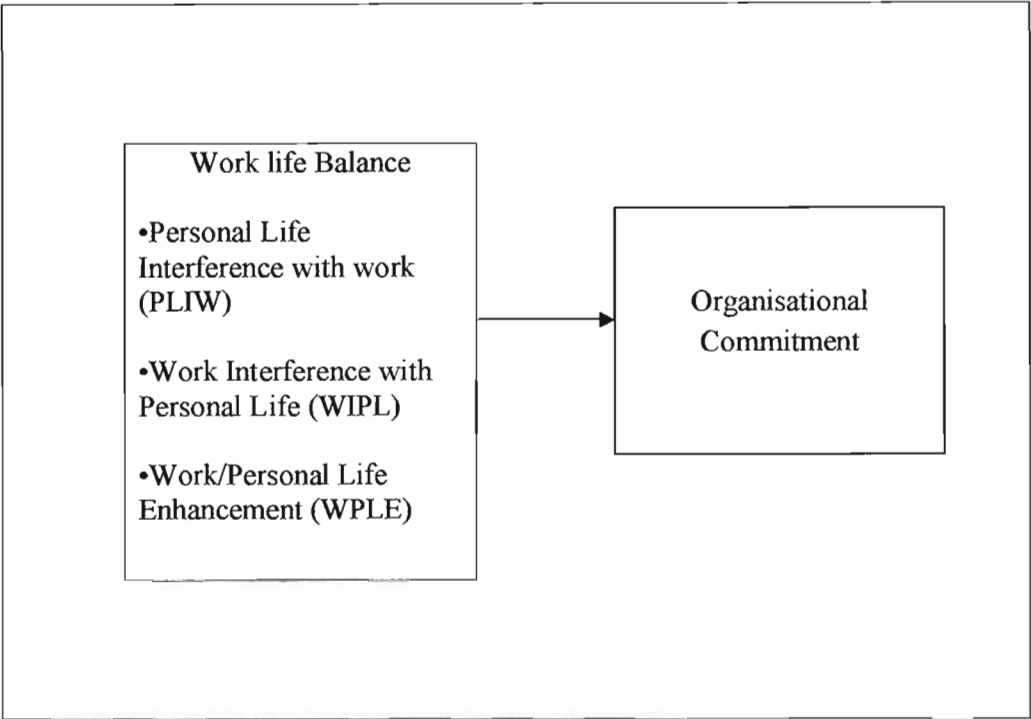 Work life Balance
•Personal Life
Interference with work
(PLIW)
•Work Interference with
Personal Life (WIPL)
•Work/Personal Life
Enhancement (WPLE)
Organisational
Commitment